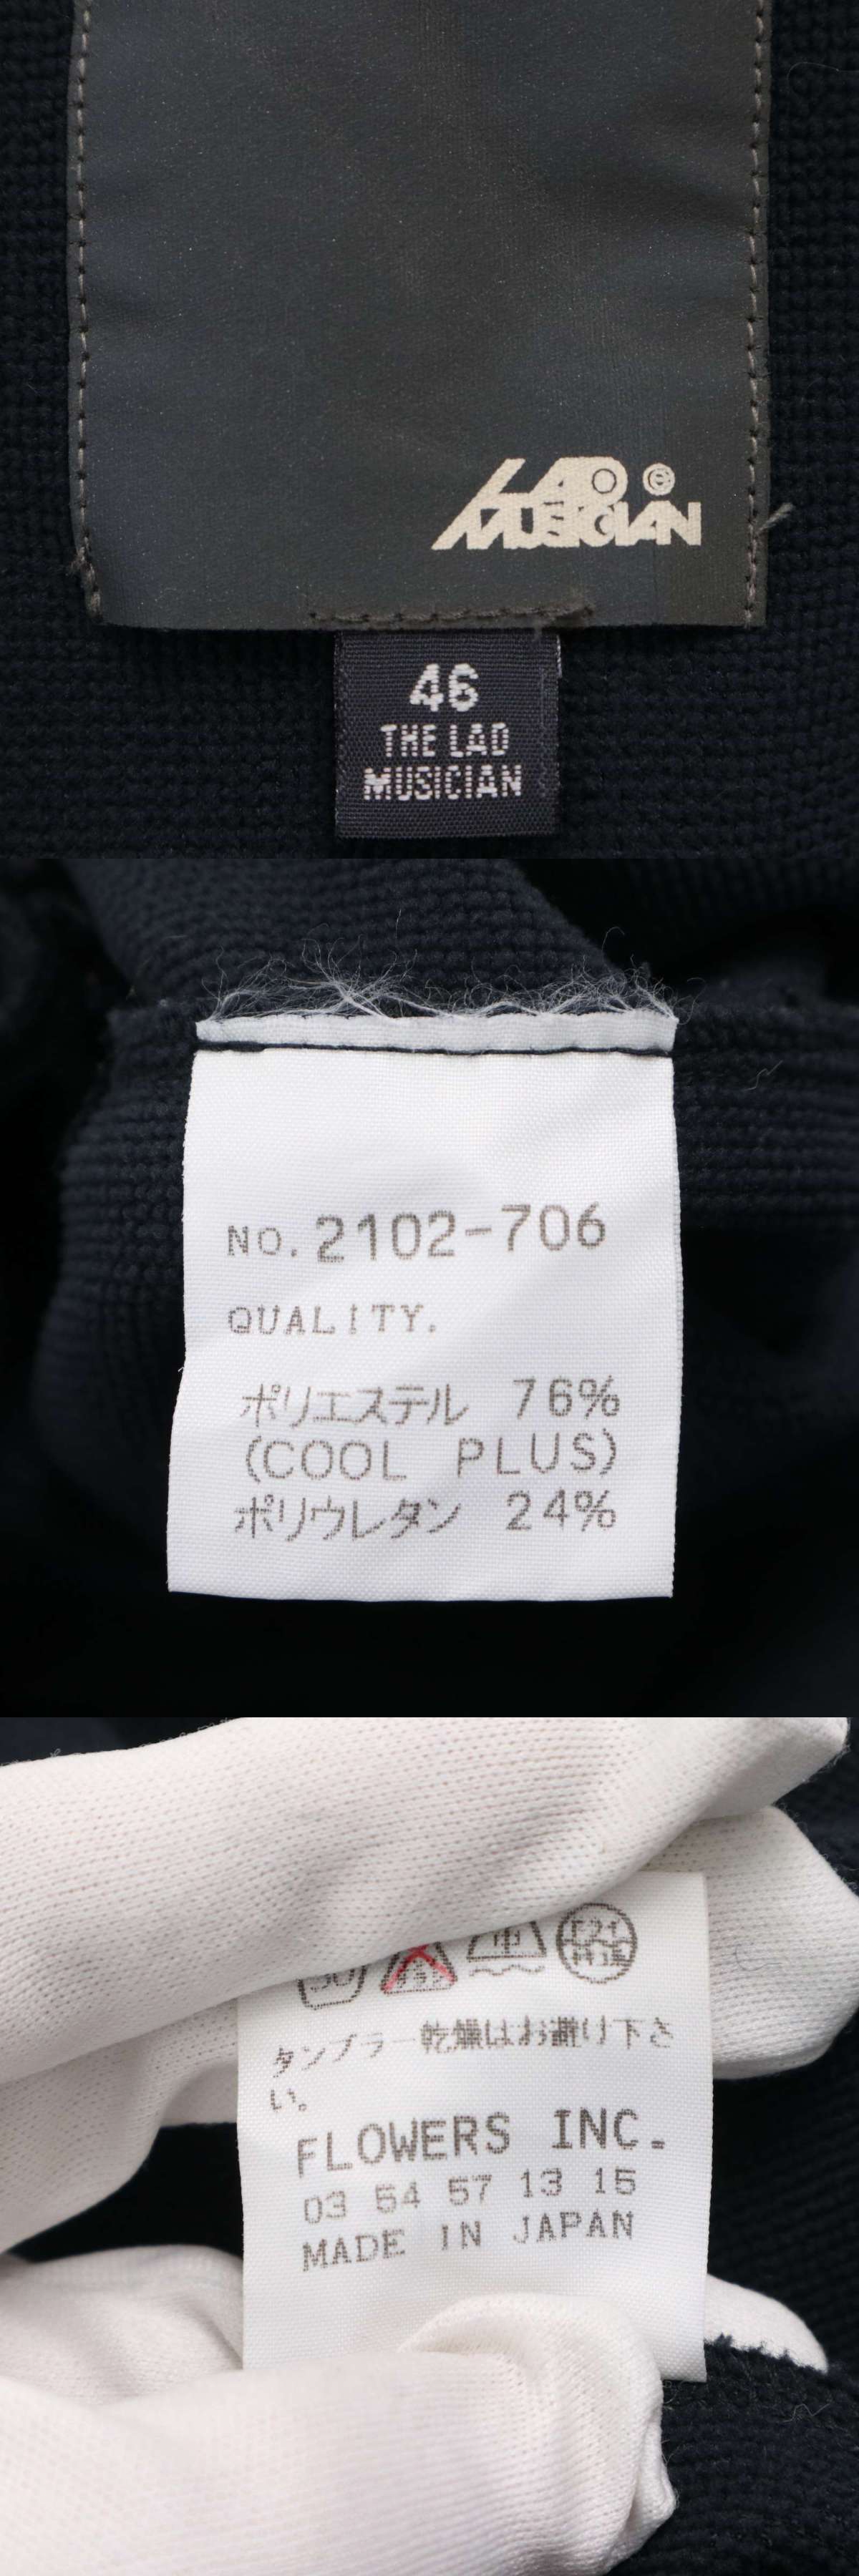 LAD
MUSICIAN
46
THE LAD
MUSICIAN
NO. 2102-706
QUALITY.
ポリエステル 76%
(COOL PLUS)
ポリウレタン 24%
30 中
タンブラー乾燥はお避け下さ
い。
FLOWERS INC.
03 54 57 13 15
MADE IN JAPAN